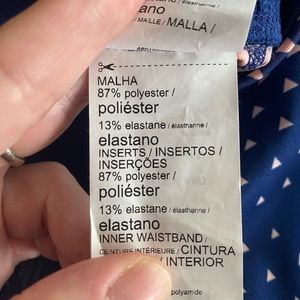 elastano
/ MAILLE / MALLA /
MALHA
87% polyester /
poliéster
13% elastane / élasthanne /
elastano
INSERTS / INSERTOS /
INSERÇÕES
87% polyester /
poliéster
13% elastane / élasthanne /
elastano
INNER WAISTBAND /
CEINTURE INTÉRIEURE / CINTURA
/ INTERIOR
polyamide